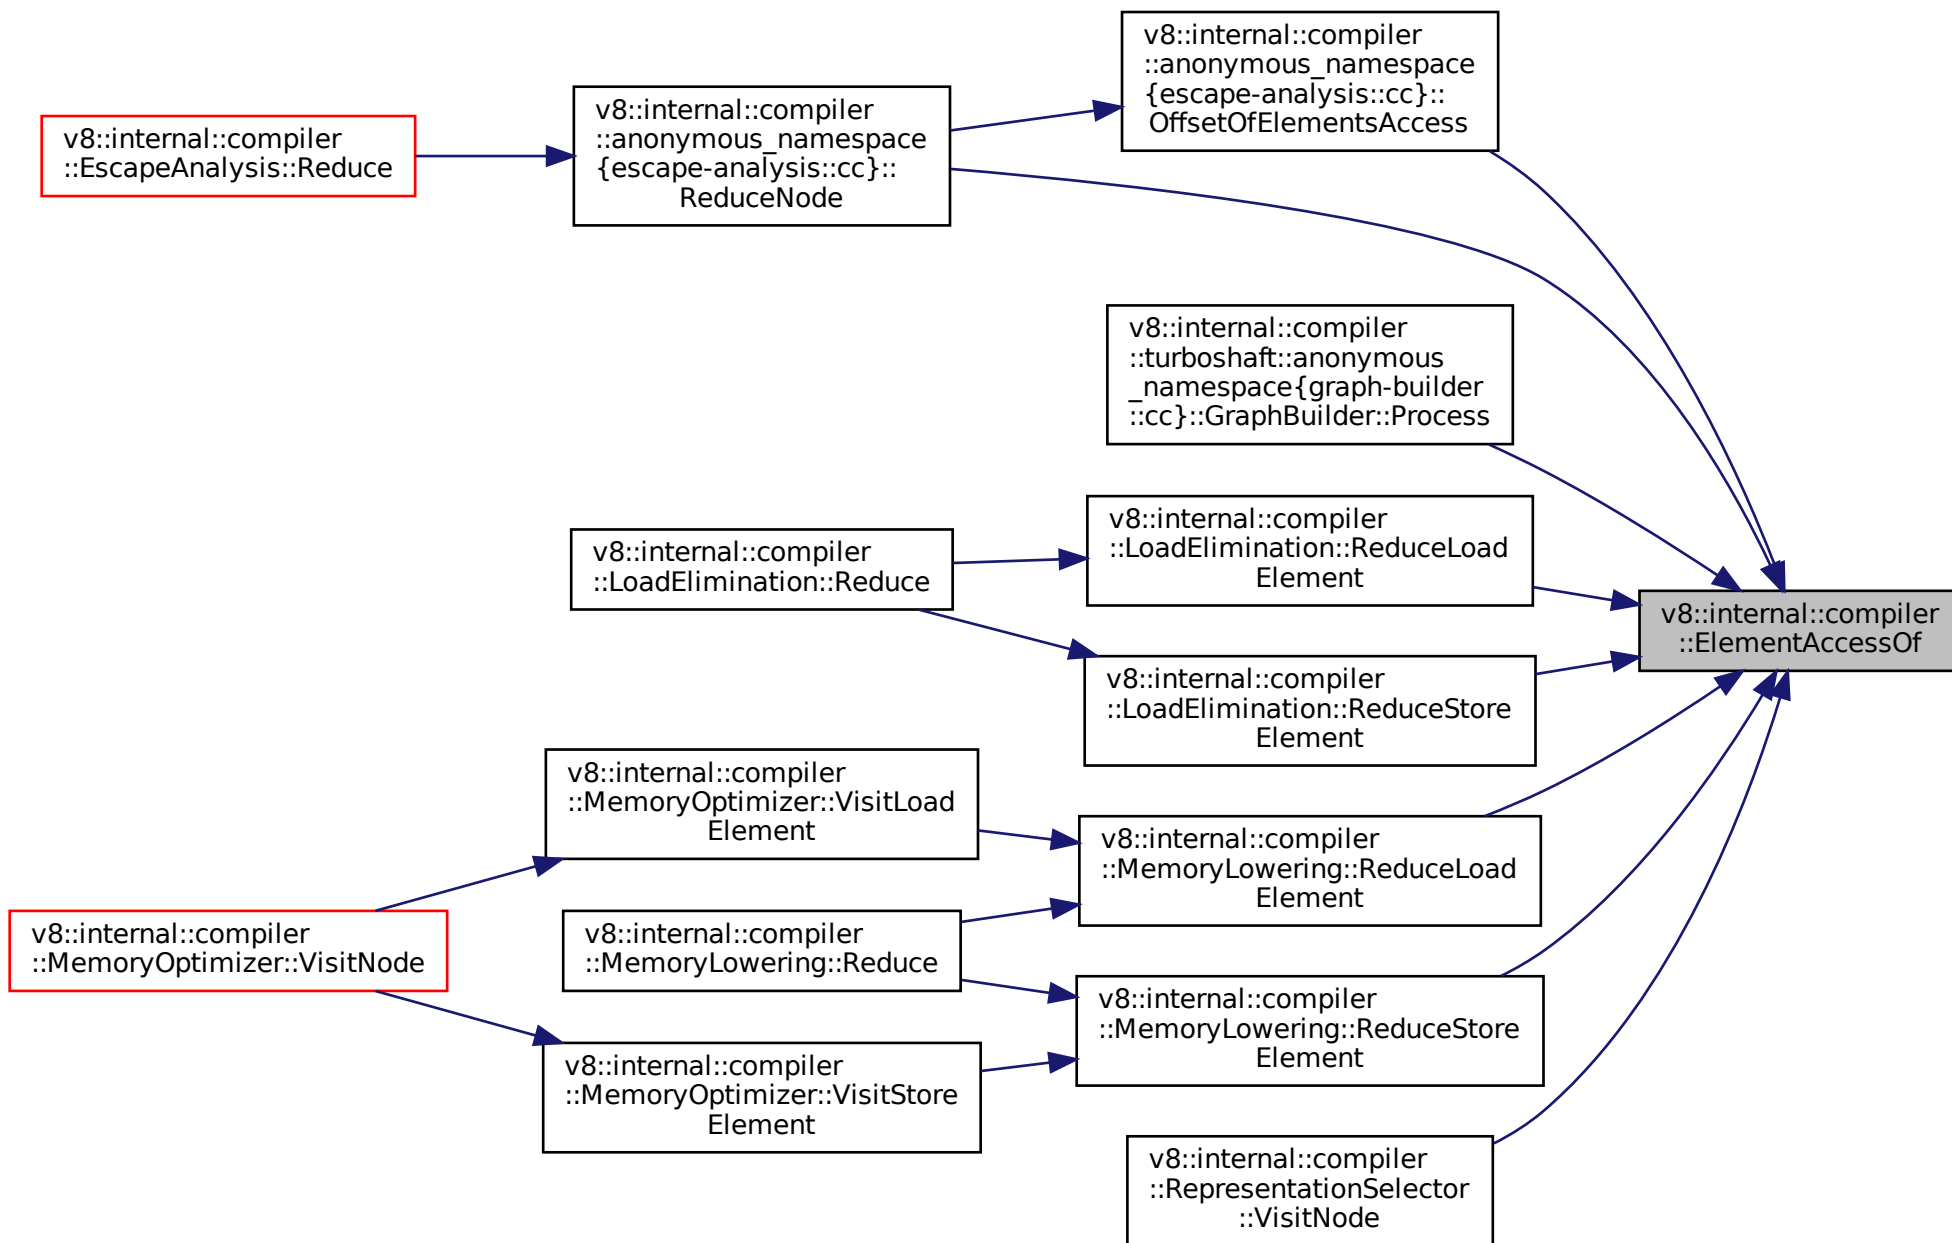 v8::internal::compiler
::anonymous_namespace
{escape-analysis::cc}::
OffsetOfElementsAccess
v8::internal::compiler
::anonymous_namespace
{escape-analysis::cc}::
ReduceNode
v8::internal::compiler
::EscapeAnalysis::Reduce
v8::internal::compiler
::turboshaft::anonymous
_namespace{graph-builder
::cc}::GraphBuilder::Process
v8::internal::compiler
::LoadElimination::ReduceLoad
Element
v8::internal::compiler
::LoadElimination::Reduce
v8::internal::compiler
::ElementAccessOf
v8::internal::compiler
::LoadElimination::ReduceStore
Element
v8::internal::compiler
::MemoryOptimizer::VisitLoad
Element
v8::internal::compiler
::MemoryLowering::ReduceLoad
Element
v8::internal::compiler
::MemoryOptimizer::VisitNode
v8::internal::compiler
::MemoryLowering::Reduce
v8::internal::compiler
::MemoryLowering::ReduceStore
Element
v8::internal::compiler
::MemoryOptimizer::VisitStore
Element
v8::internal::compiler
::RepresentationSelector
::VisitNode